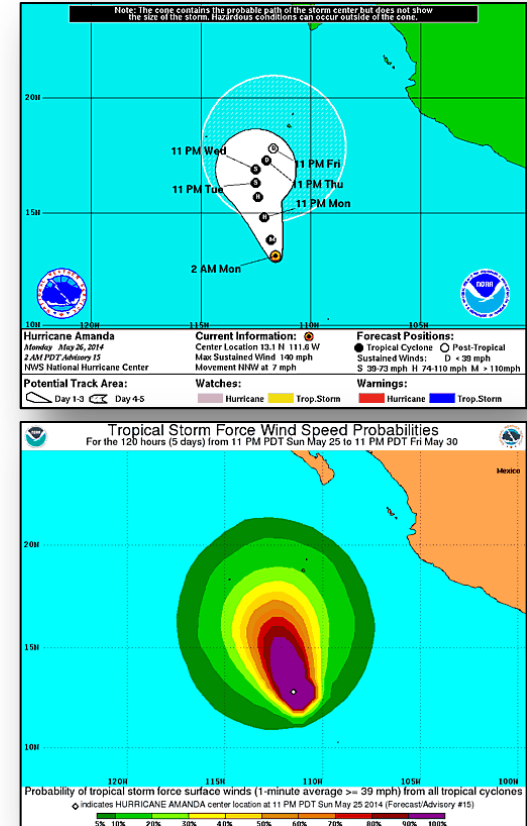 Note: The cone contains the probable path of the storm center but does not show
the size of the storm. Hazardous conditions can occur outside of the cone.
20N
11 PM Wed
11 PM Fri
11 PM Thu
11 PM Tue
11 PM Mon
15N
2 AM Mon
10N
115W
110W
105W
Hurricane Amanda
Monday May 26, 2014
2 AM PDT Advisory 15
NWS National Hurricane Center
Current Information:
Center Location 13.1 N 111.6 W
Max Sustained Wind 140 mph
Movement NNW at 7 mph
Forecast Positions:
Tropical Cyclone Post-Tropical
Sustained Winds: D < 39 mph
S 39-73 mph H 74-110 mph M > 110mph
Potential Track Area:
Day 1-3 Day 4-5
Watches:
Hurricane Trop.Storm
Warnings:
Hurricane Trop.Storm
Tropical Storm Force Wind Speed Probabilities
For the 120 hours (5 days) from 11 PM PDT Sun May 25 to 11 PM PDT Fri May 30
Mexico
20N
15N
10N
120W 115W 110W 105W 100W
Probability of tropical storm force surface winds (1-minute average >= 39 mph) from all tropical cyclones
indicates HURRICANE AMANDA center location at 11 PM PDT Sun May 25 2014 (Forecast/Advisory #15)
5% 10% 20% 30% 40% 50% 60% 70% 80% 90% 100%